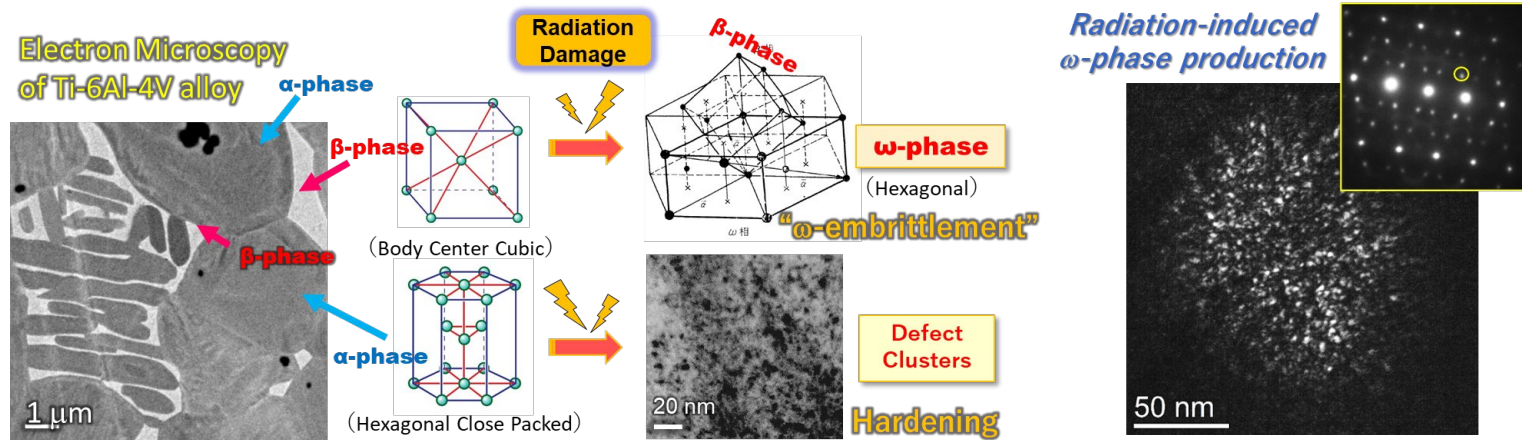 Electron Microscopy
of Ti-6Al-4V alloy
α-phase
β-phase
β-phase
α-phase
1 μm
Radiation
Damage
(Body Center Cubic)
(Hexagonal Close Packed)
β-phase
ω相
ω-phase
(Hexagonal)
“ω-embrittlement”
20 nm
Defect
Clusters
Hardening
Radiation-induced
ω-phase production
50 nm